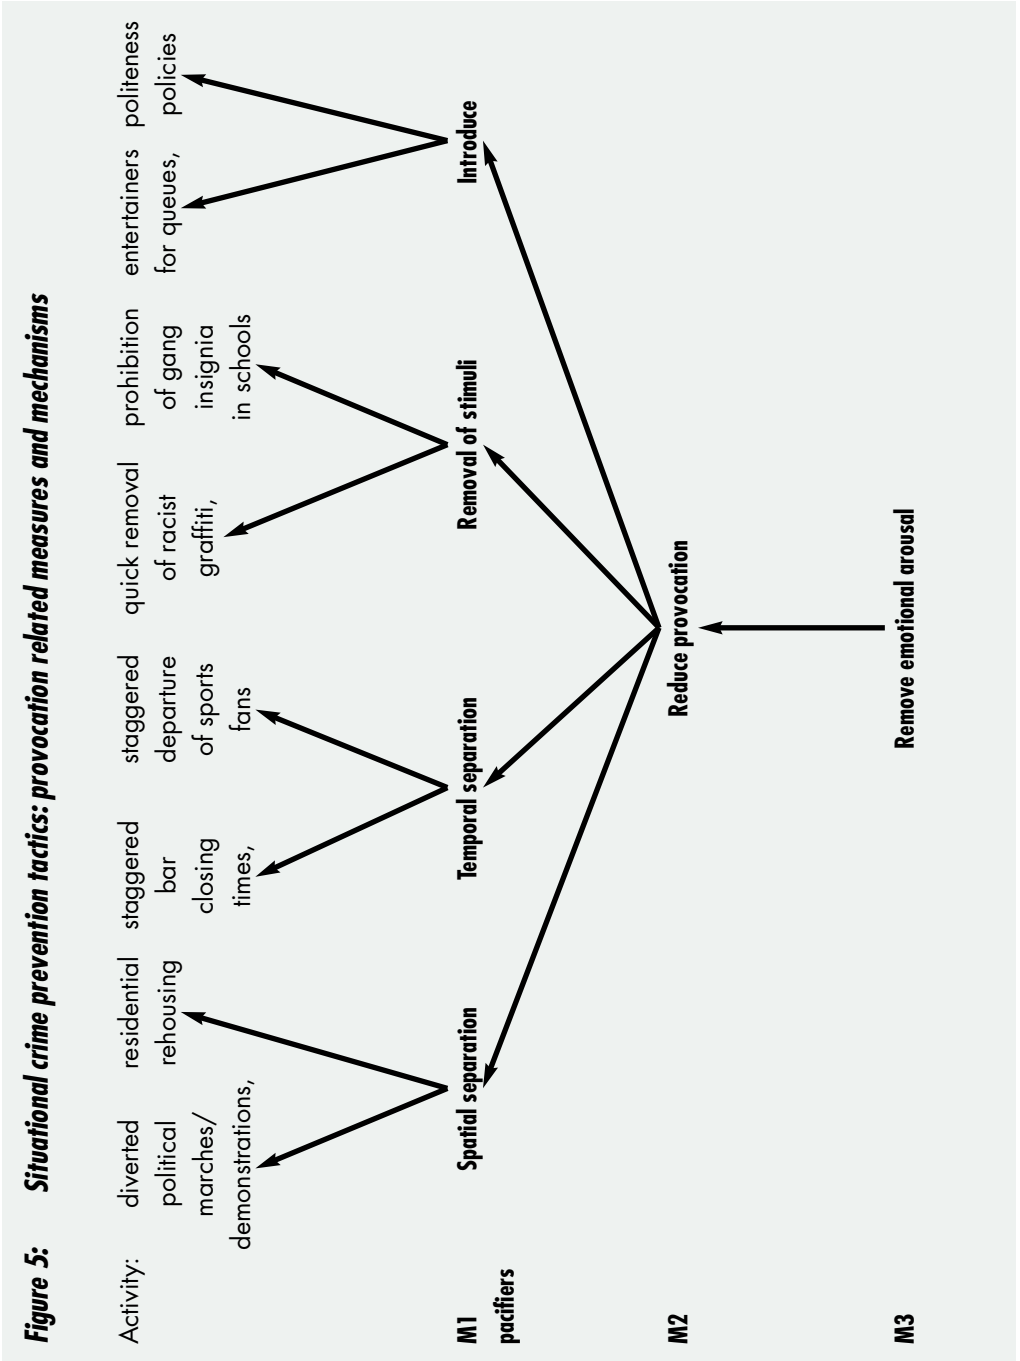 Figure 5: Situational crime prevention tactics: provocation related measures and mechanisms
Activity:
diverted
political
marches/
demonstrations,
residential
rehousing
staggered
bar
closing
times,
staggered
departure
of sports
fans
quick removal
of racist
graffiti,
prohibition
of gang
insignia
in schools
entertainers
for queues,
politeness
policies
M1 Spatial separation Temporal separation Removal of stimuli Introduce
pacifiers
M2 Reduce provocation
M3 Remove emotional arousal